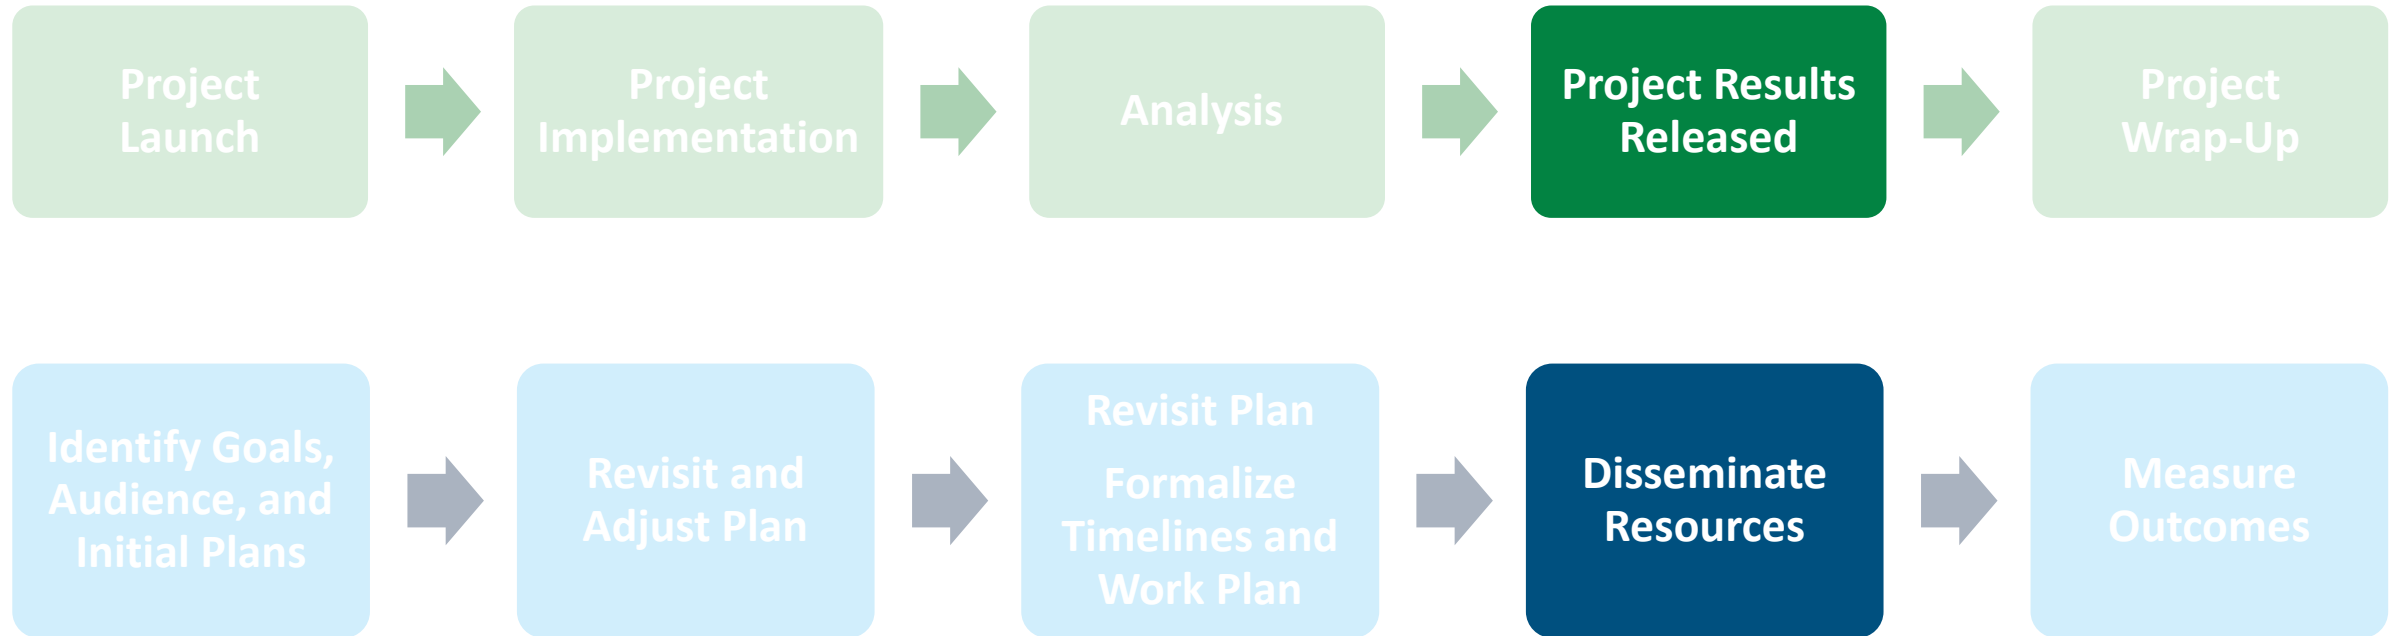 Project
Launch
Project
Implementation
Analysis
Project Results
Released
Project
Wrap-Up
Identify Goals,
Audience, and
Initial Plans
Revisit and
Adjust Plan
Revisit Plan
Formalize
Timelines and
Work Plan
Disseminate
Resources
Measure
Outcomes